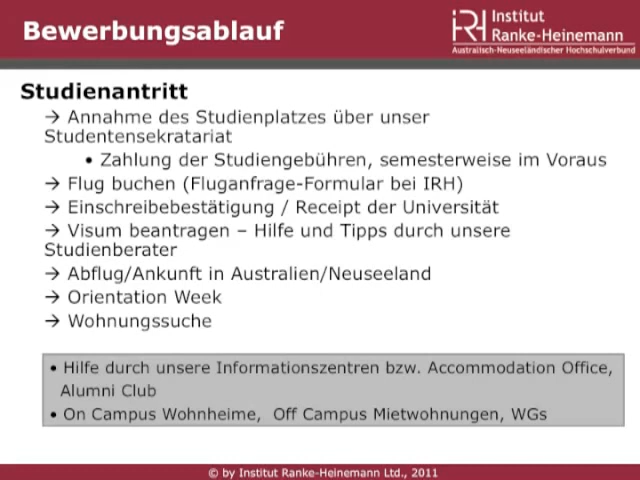 Bewerbungsablauf
iRH Institut
Ranke-Heinemann
Australisch-Neuseeländischer Hochschulverbund
Studienantritt
→ Annahme des Studienplatzes über unser
Studentensekratariat
• Zahlung der Studiengebühren, semesterweise im Voraus
→ Flug buchen (Fluganfrage-Formular bei IRH)
→ Einschreibebestätigung / Receipt der Universität
→ Visum beantragen – Hilfe und Tipps durch unsere
Studienberater
→ Abflug/Ankunft in Australien/Neuseeland
→ Orientation Week
→ Wohnungssuche
• Hilfe durch unsere Informationszentren bzw. Accommodation Office,
Alumni Club
• On Campus Wohnheime, Off Campus Mietwohnungen, WGs
© by Institut Ranke-Heinemann Ltd., 2011